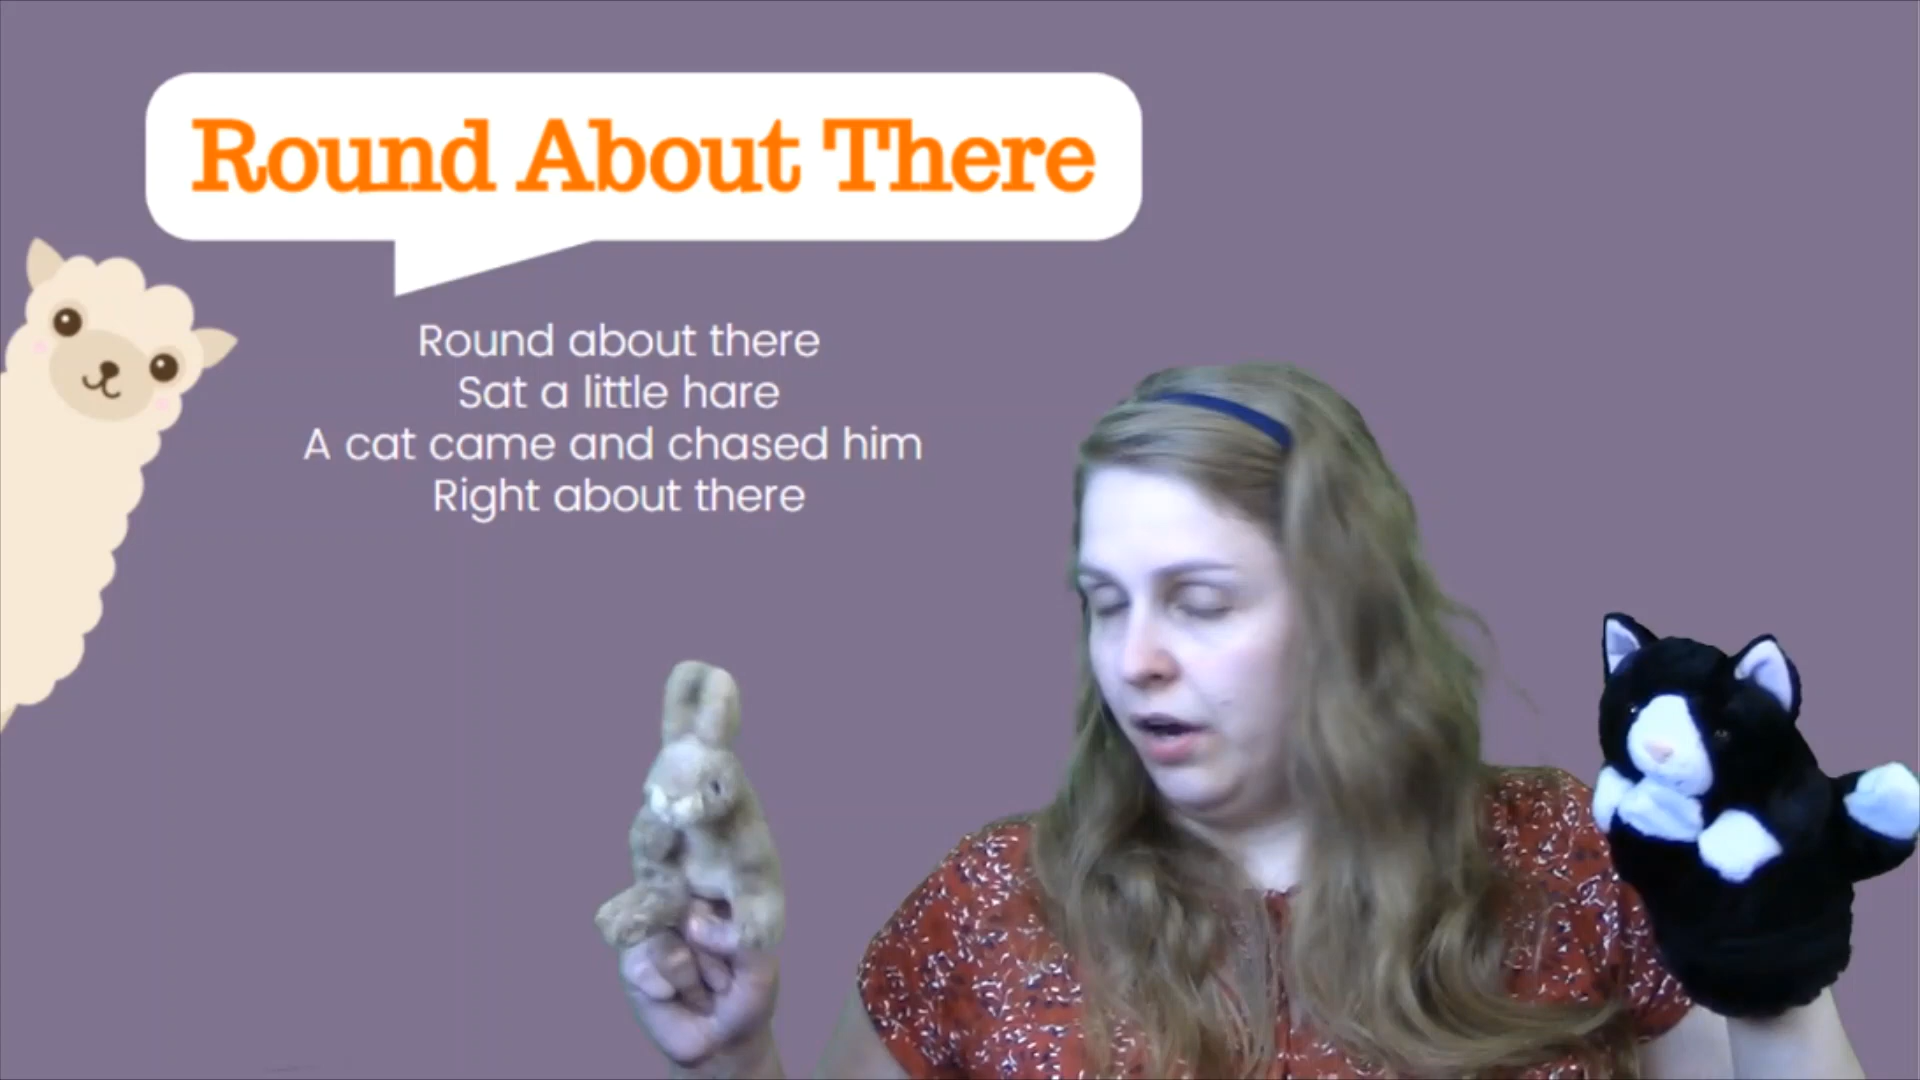 Round About There
Round about there
Sat a little hare
A cat came and chased him
Right about there